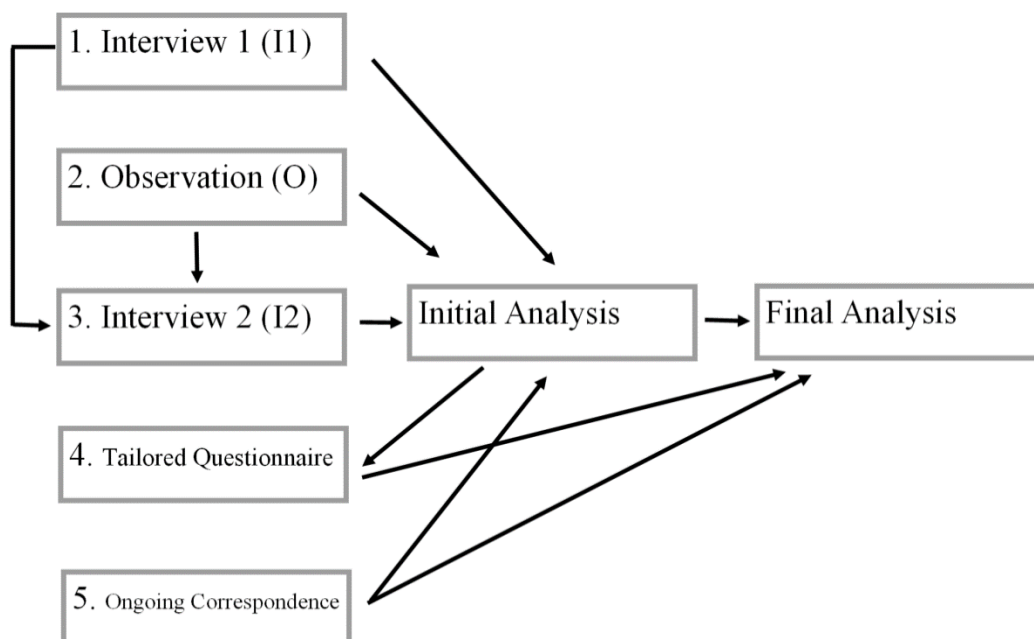 1. Interview 1 (I1)
2. Observation (O)
3. Interview 2 (I2)
Initial Analysis
Final Analysis
4. Tailored Questionnaire
5. Ongoing Correspondence